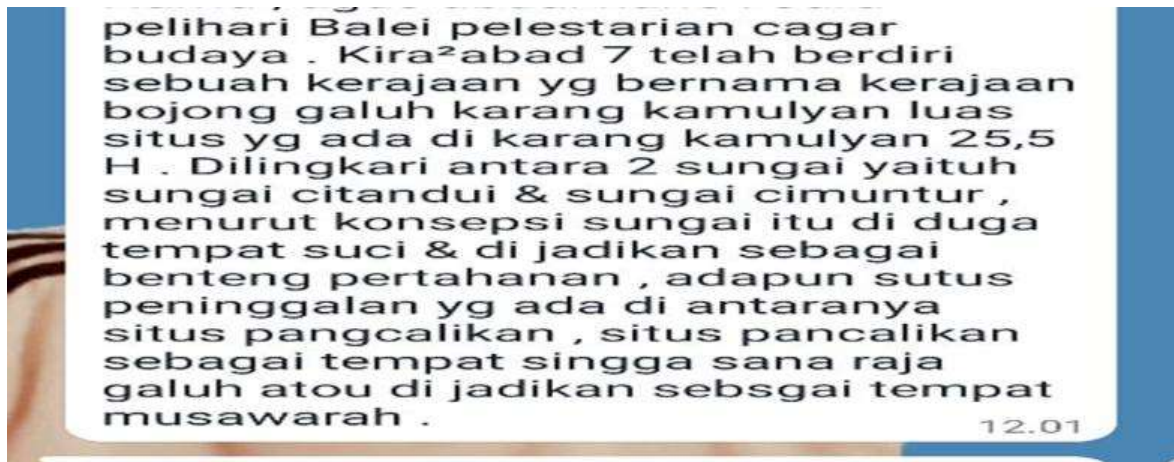 pelihari Balei pelestarian cagar
budaya . Kira²abad 7 telah berdiri
sebuah kerajaan yg bernama kerajaan
bojong galuh karang kamulyan luas
situs yg ada di karang kamulyan 25,5
H . Dilingkari antara 2 sungai yaituh
sungai citandui & sungai cimuntur ,
menurut konsepsi sungai itu di duga
tempat suci & di jadikan sebagai
benteng pertahanan , adapun sutus
peninggalan yg ada di antaranya
situs pangcalikan , situs pancalikan
sebagai tempat singga sana raja
galuh atou di jadikan sebsgai tempat
musawarah .
12.01